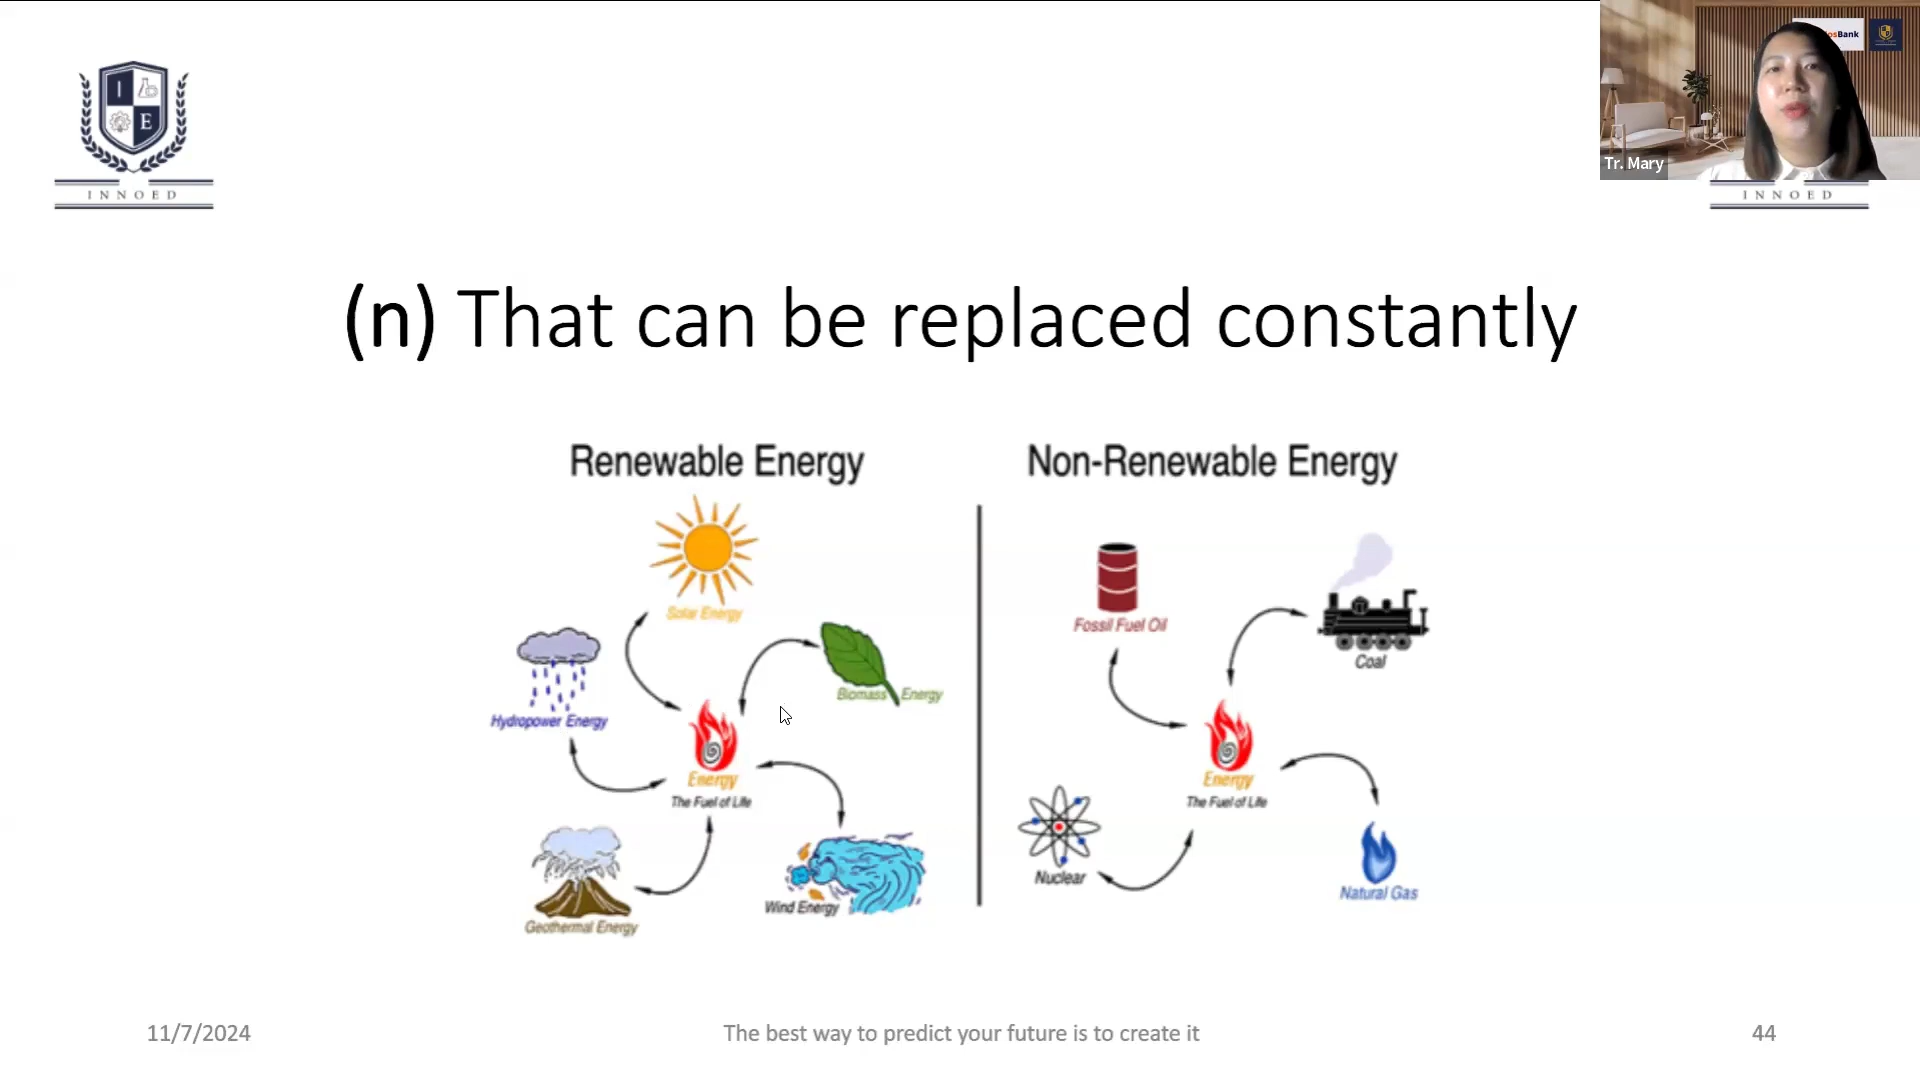 I
E
INNOED
osBank
Tr. Mary
INNOED
(n) That can be replaced constantly
Renewable Energy
Non-Renewable Energy
Solar Energy
Fossil Fuel Oil
Coal
Biomass Energy
Hydropower Energy
Energy
The Fuel of Life
Energy
The Fuel of Life
Nuclear
Natural Gas
Wind Energy
Geothermal Energy
11/7/2024
The best way to predict your future is to create it
44